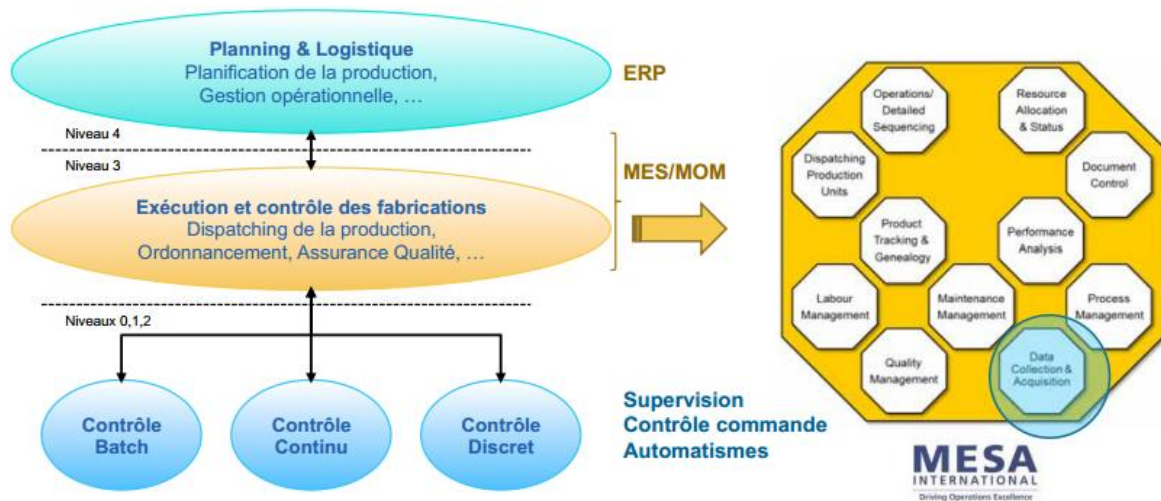 Planning & Logistique
Planification de la production,
Gestion opérationnelle, …
ERP
Niveau 4
Niveau 3
MES/MOM
Exécution et contrôle des fabrications
Dispatching de la production,
Ordonnancement, Assurance Qualité, …
Niveaux 0,1,2
Contrôle
Batch
Contrôle
Continu
Contrôle
Discret
Supervision
Contrôle commande
Automatismes
Operations/
Detailed
Sequencing
Resource
Allocation
& Status
Dispatching
Production
Units
Document
Control
Product
Tracking &
Genealogy
Performance
Analysis
Labour
Management
Maintenance
Management
Process
Management
Quality
Management
Data
Collection &
Acquisition
MESA
INTERNATIONAL
Driving Operations Excellence